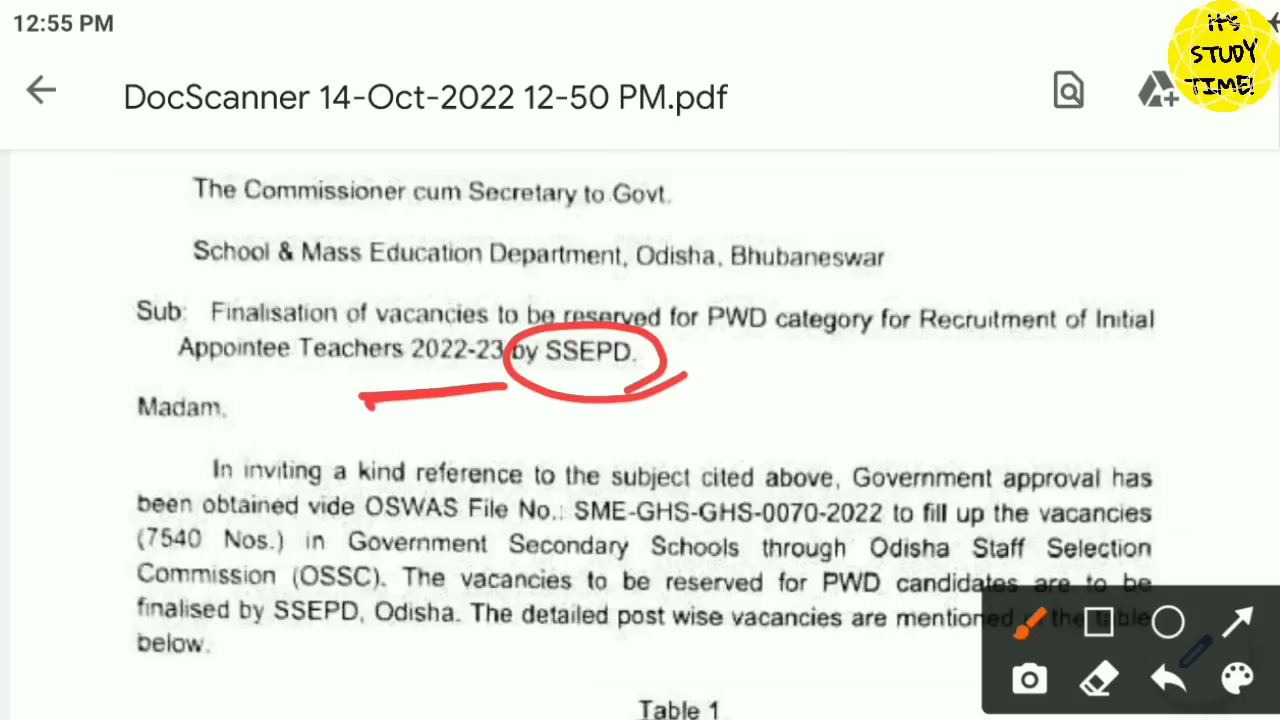 12:55 PM
iT'S
STUDY
TIME!
DocScanner 14-Oct-2022 12-50 PM.pdf
The Commissioner cum Secretary to Govt.
School & Mass Education Department, Odisha, Bhubaneswar
Sub: Finalisation of vacancies to be reserved for PWD category for Recruitment of Initial
Appointee Teachers 2022-23 by SSEPD.
Madam,
In inviting a kind reference to the subject cited above, Government approval has
been obtained vide OSWAS File No.: SME-GHS-GHS-0070-2022 to fill up the vacancies
(7540 Nos.) in Government Secondary Schools through Odisha Staff Selection
Commission (OSSC). The vacancies to be reserved for PWD candidates are to be
finalised by SSEPD, Odisha. The detailed post wise vacancies are mentioned the table
below.
Table 1